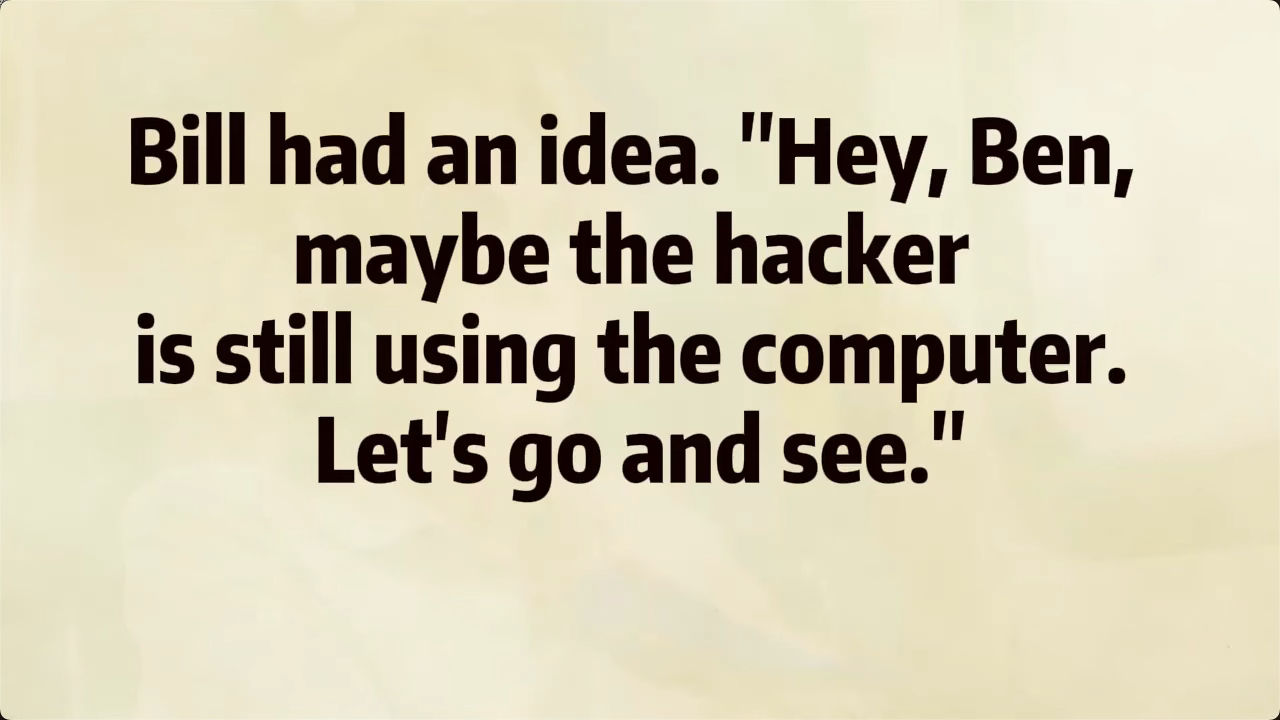 Bill had an idea. "Hey, Ben,
maybe the hacker
is still using the computer.
Let's go and see."